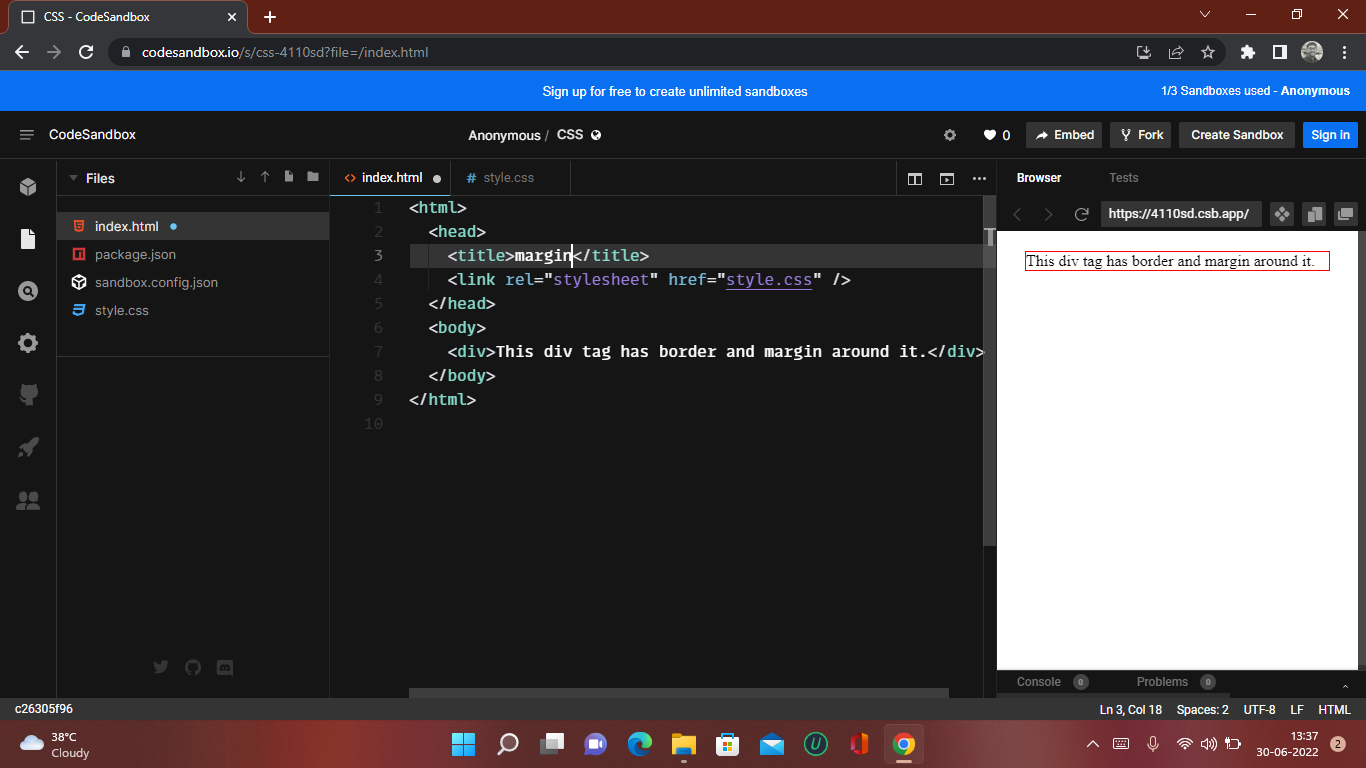 CSS - CodeSandbox
codesandbox.io/s/css-4110sd?file=/index.html
Sign up for free to create unlimited sandboxes
1/3 Sandboxes used - Anonymous
CodeSandbox
Anonymous / CSS
0
Embed
Fork
Create Sandbox
Sign in
Files
index.html
package.json
sandbox.config.json
style.css
<> index.html
# style.css
1 <html>
2 <head>
3 <title>margin</title>
4 <link rel="stylesheet" href="style.css" />
5 </head>
6 <body>
7 <div>This div tag has border and margin around it.</div>
8 </body>
9 </html>
10
Browser
Tests
https://4110sd.csb.app/
This div tag has border and margin around it.
Console 0
Problems 0
c26305f96
Ln 3, Col 18
Spaces: 2
UTF-8
LF
HTML
38°C
Cloudy
13:37
30-06-2022
2